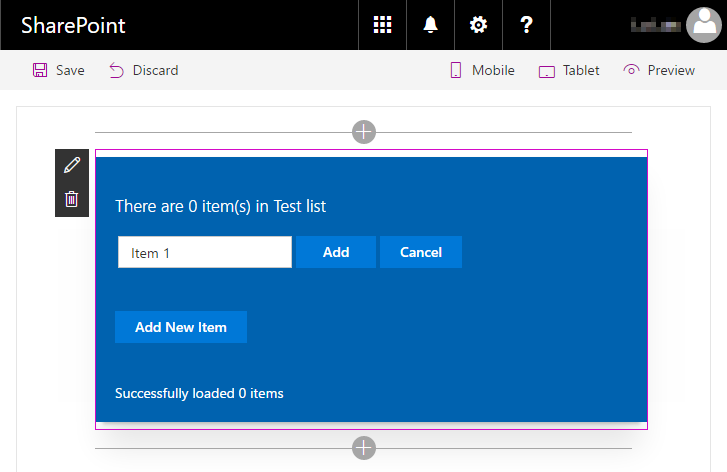 SharePoint ?
Save Discard Mobile Tablet Preview
There are 0 item(s) in Test list
Item 1 Add Cancel
Add New Item
Successfully loaded 0 items